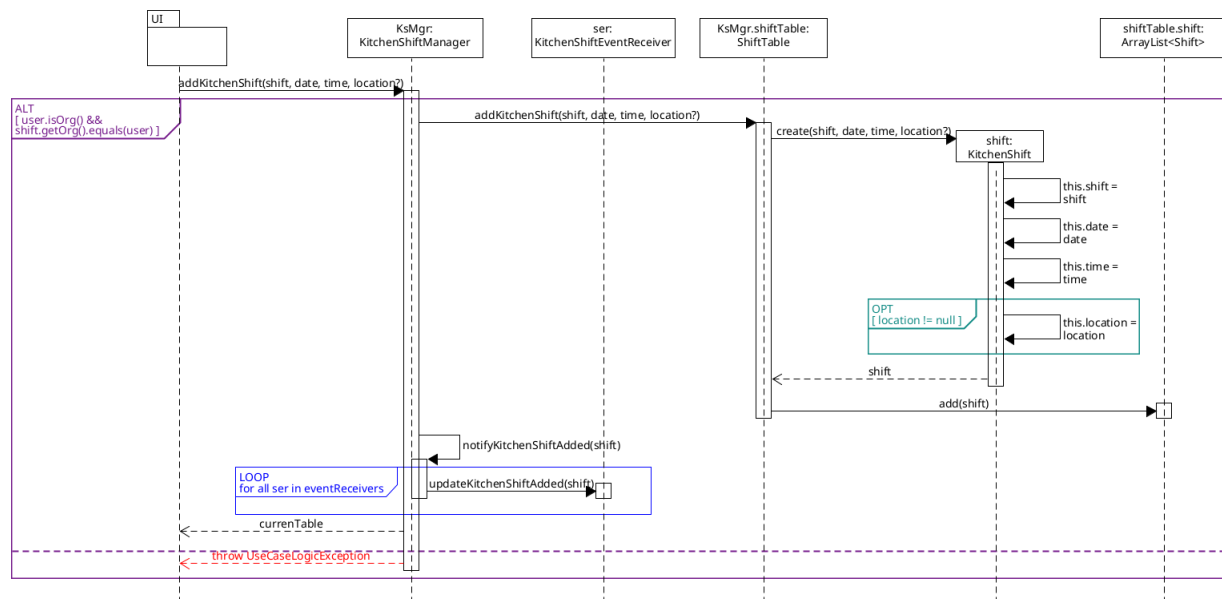 UI
KsMgr:
KitchenShiftManager
ser:
KitchenShiftEventReceiver
KsMgr.shiftTable:
ShiftTable
shiftTable.shift:
ArrayList<Shift>
addKitchenShift(shift, date, time, location?)
ALT
[ user.isOrg() &&
shift.getOrg().equals(user) ]
addKitchenShift(shift, date, time, location?)
create(shift, date, time, location?)
shift:
KitchenShift
this.shift =
shift
this.date =
date
this.time =
time
OPT
[ location != null ]
this.location =
location
shift
add(shift)
notifyKitchenShiftAdded(shift)
LOOP
for all ser in eventReceivers
updateKitchenShiftAdded(shift)
currenTable
throw UseCaseLogicException